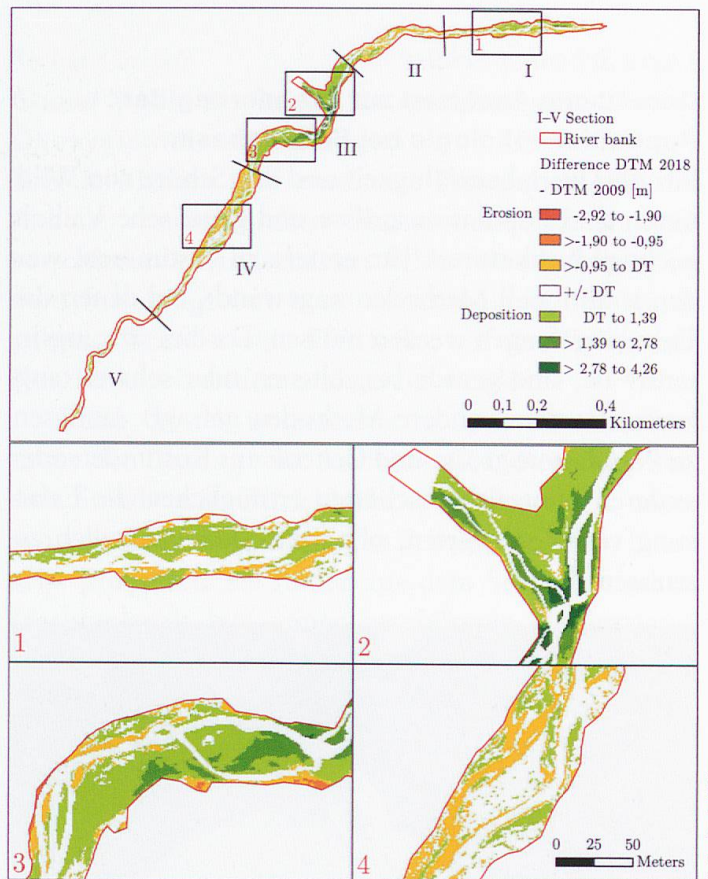 1
I
II
2
3
III
4
IV
V
I–V Section
River bank
Difference DTM 2018
- DTM 2009 [m]
Erosion
-2,92 to -1,90
>-1,90 to -0,95
>-0,95 to DT
+/- DT
Deposition
DT to 1,39
> 1,39 to 2,78
> 2,78 to 4,26
0 0,1 0,2 0,4
Kilometers
1
2
3
4
0 25 50
Meters